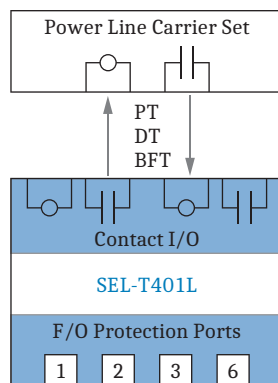 Power Line Carrier Set
PT
DT
BFT
Contact I/O
SEL-T401L
F/O Protection Ports
1 2 3 6